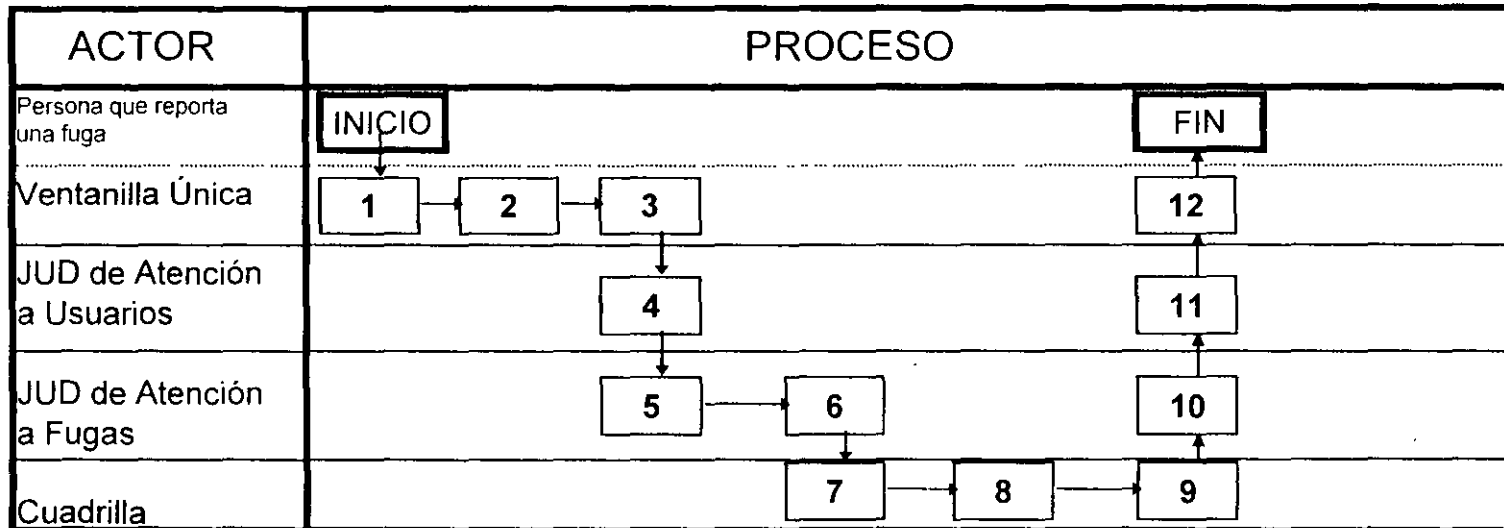 ACTOR
PROCESO
Persona que reporta
una fuga
INICIO
FIN
Ventanilla Única
1
2
3
12
JUD de Atención
a Usuarios
4
11
JUD de Atención
a Fugas
5
6
10
Cuadrilla
7
8
9